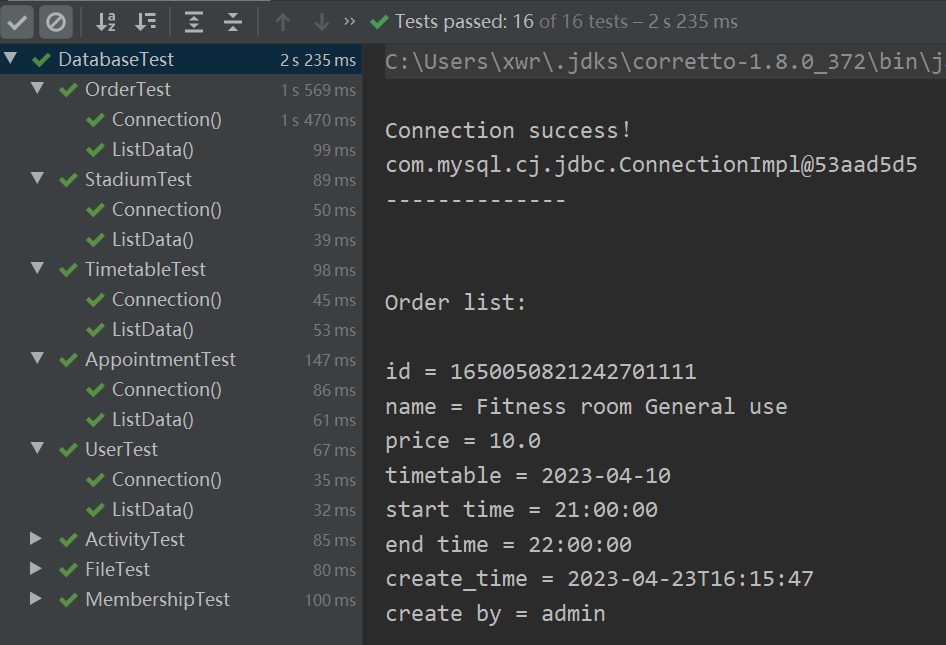 Tests passed: 16 of 16 tests – 2 s 235 ms
DatabaseTest 2 s 235 ms
OrderTest 1 s 569 ms
Connection() 1 s 470 ms
ListData() 99 ms
StadiumTest 89 ms
Connection() 50 ms
ListData() 39 ms
TimetableTest 98 ms
Connection() 45 ms
ListData() 53 ms
AppointmentTest 147 ms
Connection() 86 ms
ListData() 61 ms
UserTest 67 ms
Connection() 35 ms
ListData() 32 ms
ActivityTest 85 ms
FileTest 80 ms
MembershipTest 100 ms
C:\Users\xwr\.jdks\corretto-1.8.0_372\bin\j
Connection success!
com.mysql.cj.jdbc.ConnectionImpl@53aad5d5
--------------
Order list:
id = 1650050821242701111
name = Fitness room General use
price = 10.0
timetable = 2023-04-10
start time = 21:00:00
end time = 22:00:00
create_time = 2023-04-23T16:15:47
create by = admin